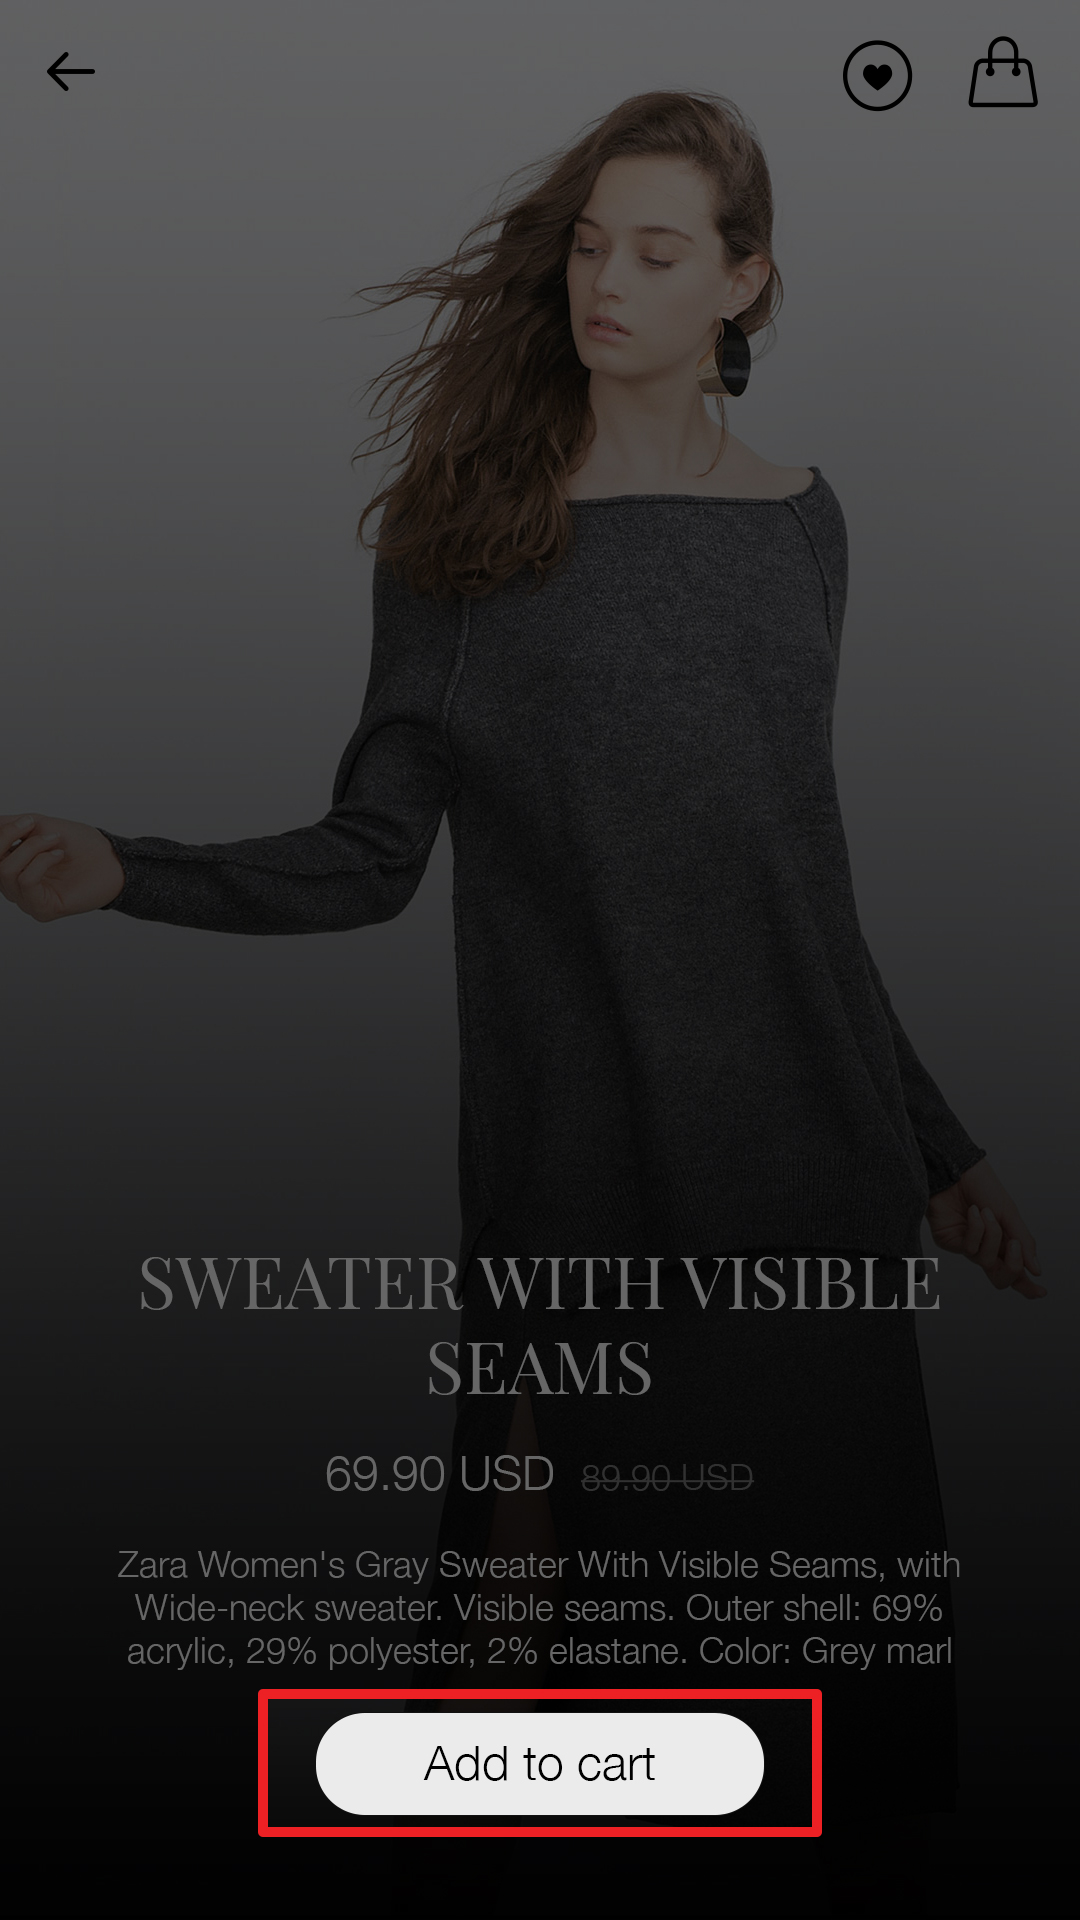 SWEATER WITH VISIBLE
SEAMS
69.90 USD 89.90 USD
Zara Women's Gray Sweater With Visible Seams, with
Wide-neck sweater. Visible seams. Outer shell: 69%
acrylic, 29% polyester, 2% elastane. Color: Grey marl
Add to cart